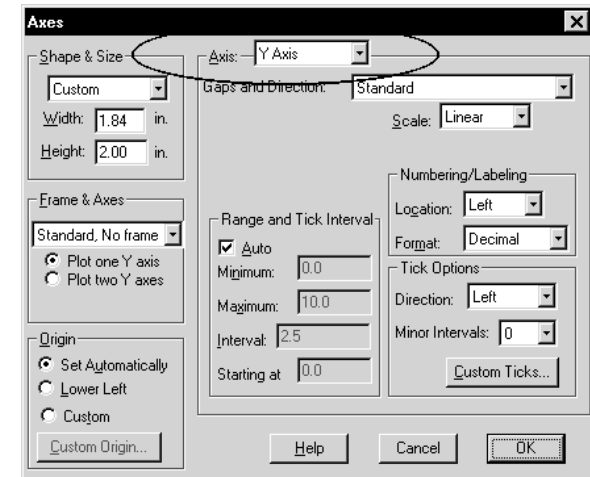 Axes
Shape & Size
Custom
Width: 1.84 in.
Height: 2.00 in.
Frame & Axes
Standard, No frame
Plot one Y axis
Plot two Y axes
Origin
Set Automatically
Lower Left
Custom
Custom Origin...
Axis: Y Axis
Gaps and Direction: Standard
Scale: Linear
Range and Tick Interval
Auto
Minimum: 0.0
Maximum: 10.0
Interval: 2.5
Starting at 0.0
Numbering/Labeling
Location: Left
Format: Decimal
Tick Options
Direction: Left
Minor Intervals: 0
Custom Ticks...
Help Cancel OK